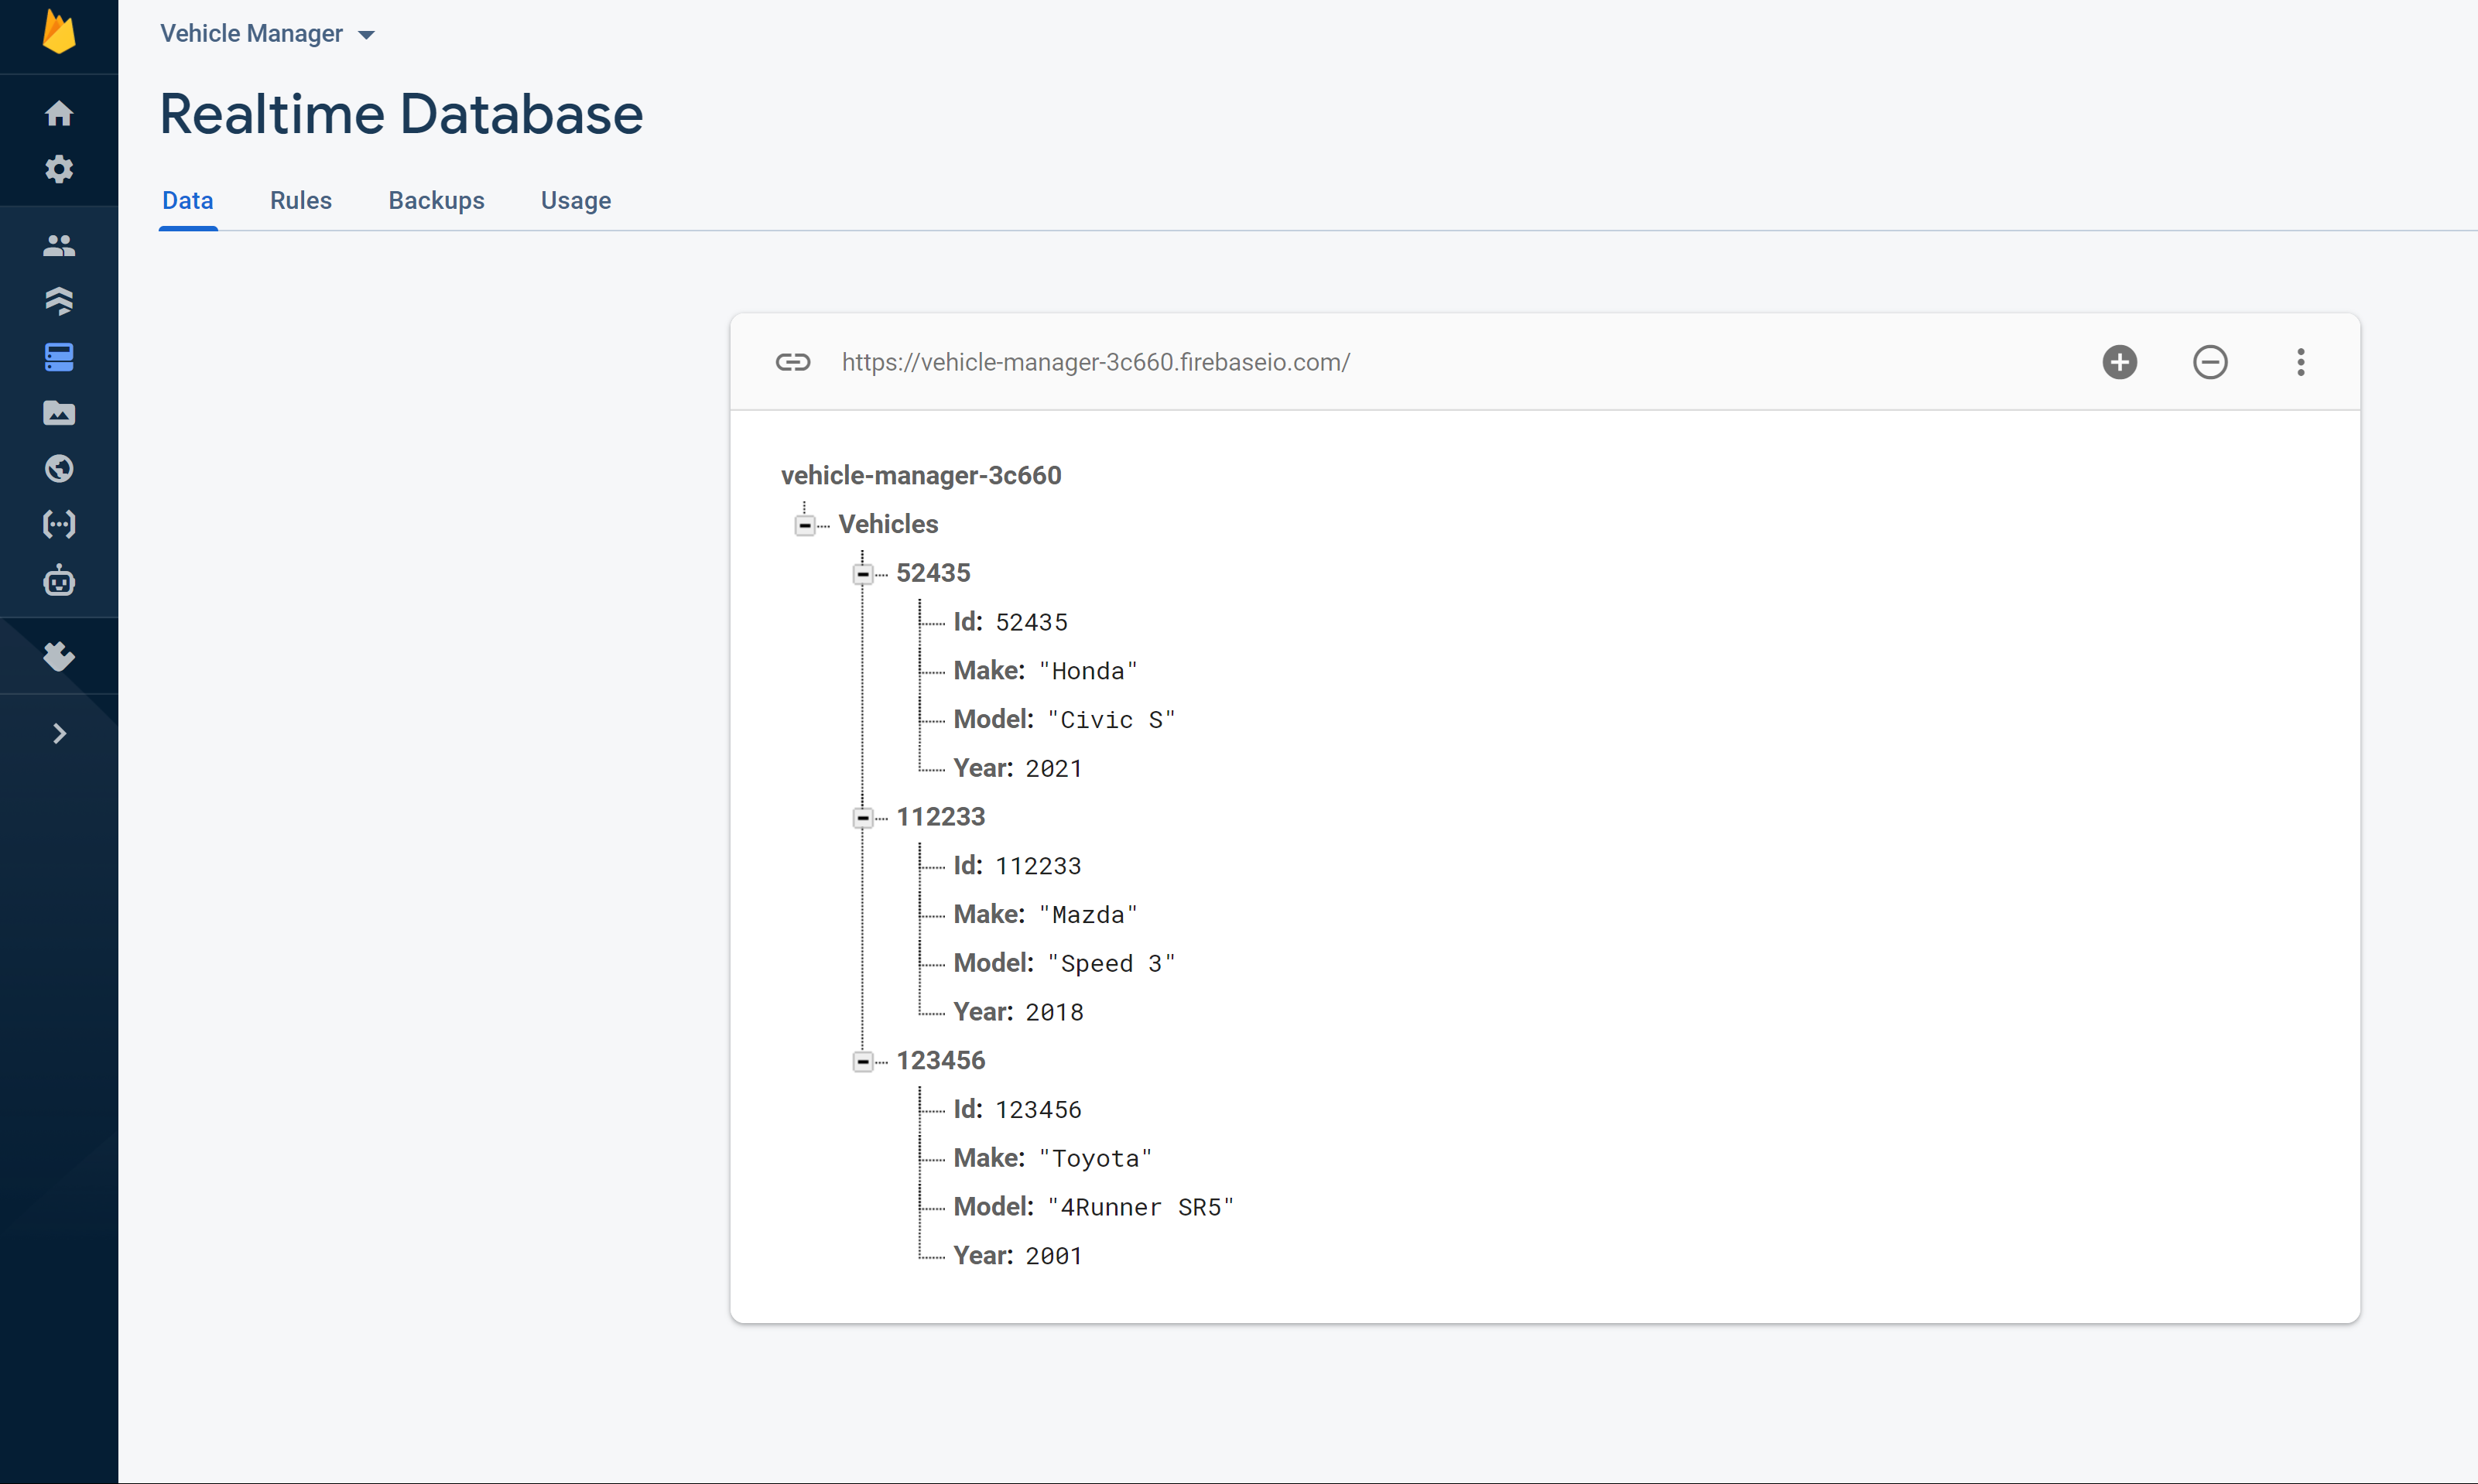 Vehicle Manager
Realtime Database
Data Rules Backups Usage
https://vehicle-manager-3c660.firebaseio.com/
vehicle-manager-3c660
Vehicles
52435
Id: 52435
Make: "Honda"
Model: "Civic S"
Year: 2021
112233
Id: 112233
Make: "Mazda"
Model: "Speed 3"
Year: 2018
123456
Id: 123456
Make: "Toyota"
Model: "4Runner SR5"
Year: 2001